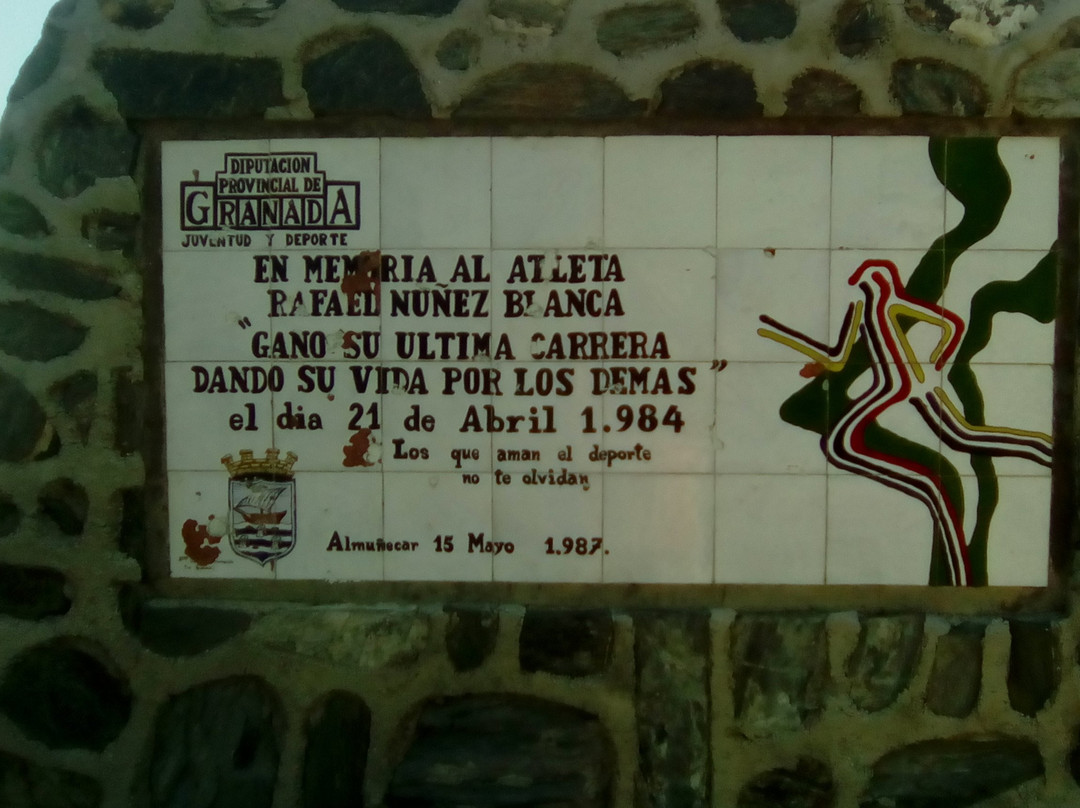 DIPUTACION
PROVINCIAL DE
GRANADA
JUVENTUD Y DEPORTE
EN MEMORIA AL ATLETA
RAFAEL NUÑEZ BLANCA
"GANO SU ULTIMA CARRERA
DANDO SU VIDA POR LOS DEMAS"
el dia 21 de Abril 1.984
Los que aman el deporte
no te olvidan
Almuñecar 15 Mayo 1.987.